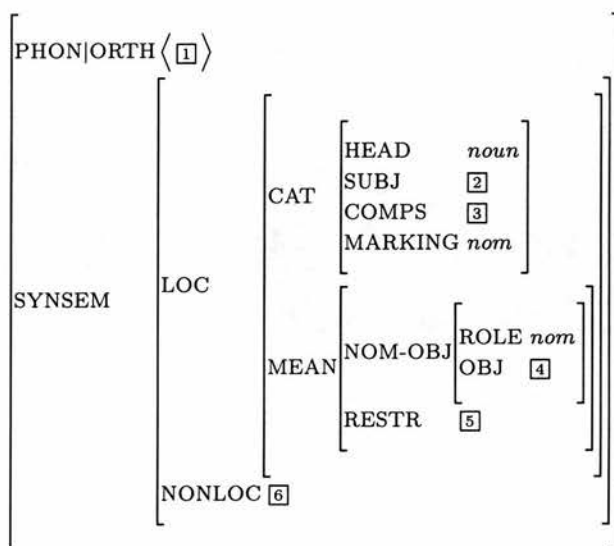 PHON|ORTH ⟨ 1 ⟩
HEAD noun
SUBJ 2
CAT
COMPS 3
MARKING nom
SYNSEM LOC
ROLE nom
NOM-OBJ
OBJ 4
MEAN
RESTR 5
NONLOC 6